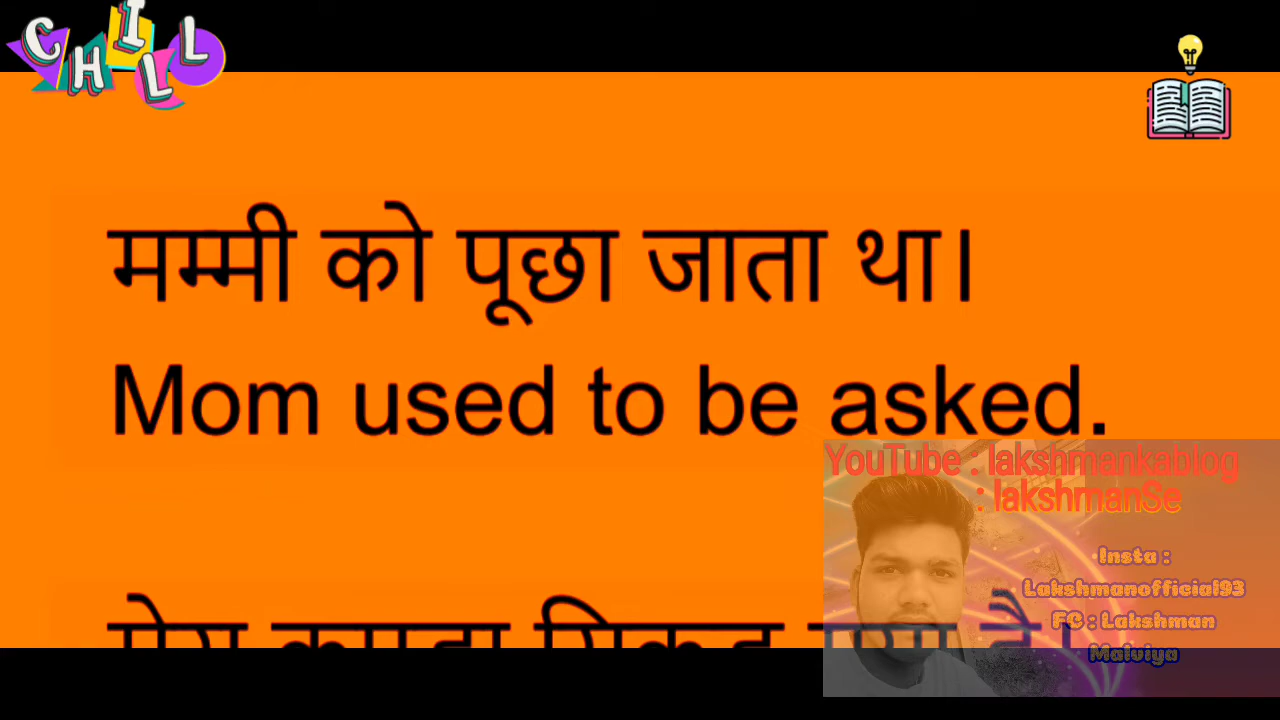 CHILL
मम्मी को पूछा जाता था।
Mom used to be asked.
YouTube : lakshmankablog
: lakshmanSe
Insta :
Lakshmanofficial93
FC : Lakshman
Malviya